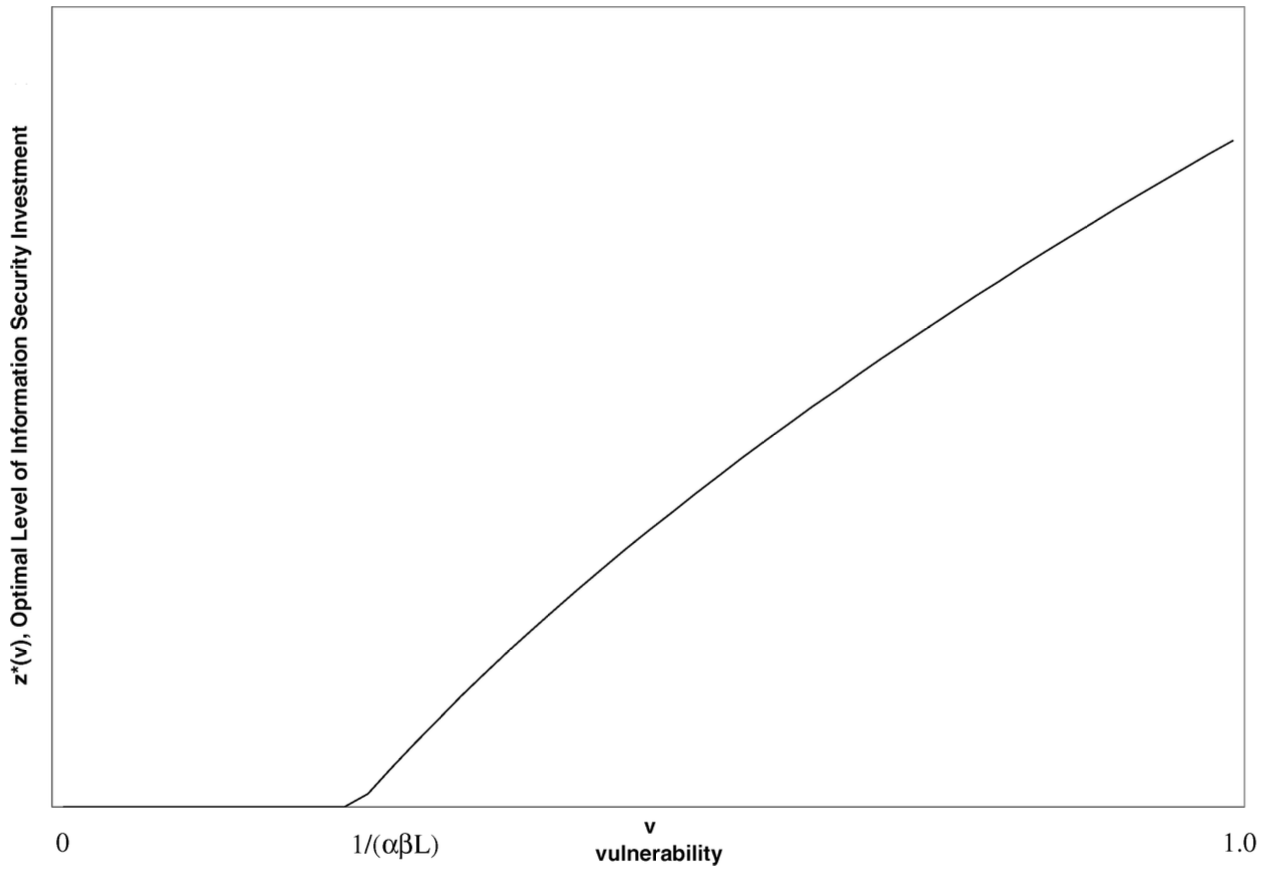 z*(v), Optimal Level of Information Security Investment
0
1/(αβL)
v
vulnerability
1.0